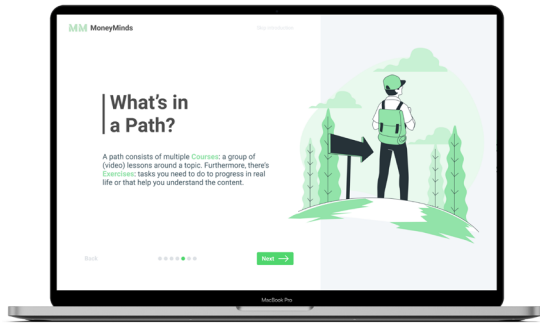 MM MoneyMinds
What's in
a Path?
A path consists of multiple Courses: a group of
(video) lessons around a topic. Furthermore, there's
Exercises: tasks you need to do to progress in real
life or that help you understand the content.
Back
Next
MacBook Pro